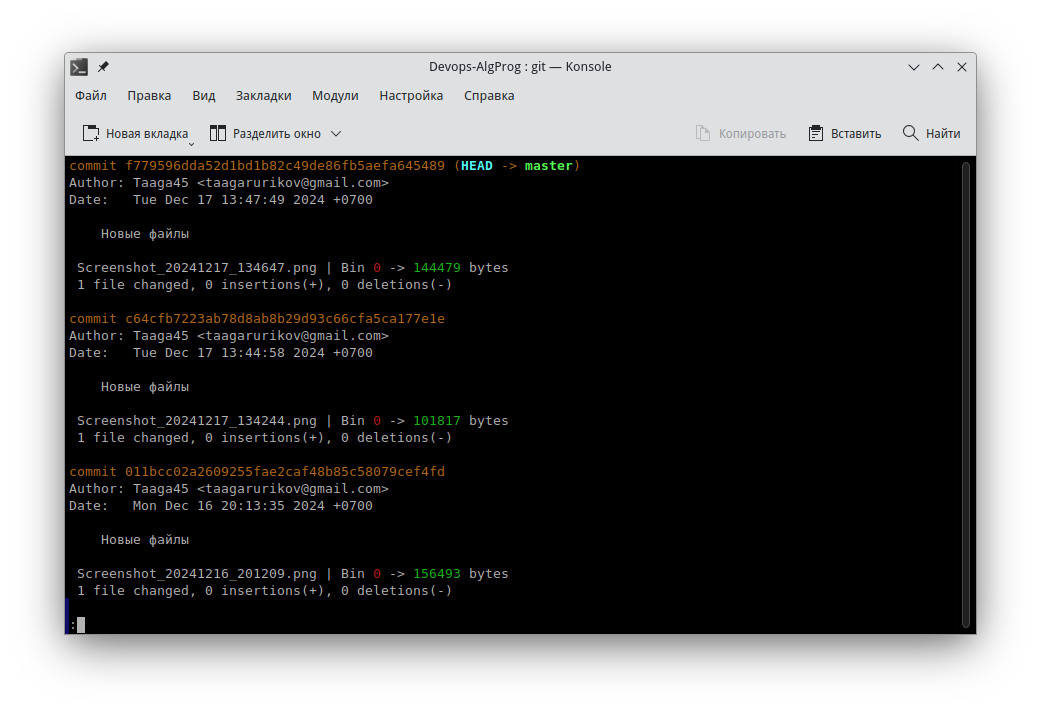 Devops-AlgProg : git — Konsole
Файл Правка Вид Закладки Модули Настройка Справка
Новая вкладка Разделить окно Копировать Вставить Найти
commit f779596dda52d1bd1b82c49de86fb5aefa645489 (HEAD -> master)
Author: Taaga45 <taagarurikov@gmail.com>
Date:   Tue Dec 17 13:47:49 2024 +0700
Новые файлы
Screenshot_20241217_134647.png | Bin 0 -> 144479 bytes
1 file changed, 0 insertions(+), 0 deletions(-)
commit c64cfb7223ab78d8ab8b29d93c66cfa5ca177e1e
Author: Taaga45 <taagarurikov@gmail.com>
Date:   Tue Dec 17 13:44:58 2024 +0700
Новые файлы
Screenshot_20241217_134244.png | Bin 0 -> 101817 bytes
1 file changed, 0 insertions(+), 0 deletions(-)
commit 011bcc02a2609255fae2caf48b85c58079cef4fd
Author: Taaga45 <taagarurikov@gmail.com>
Date:   Mon Dec 16 20:13:35 2024 +0700
Новые файлы
Screenshot_20241216_201209.png | Bin 0 -> 156493 bytes
1 file changed, 0 insertions(+), 0 deletions(-)
: